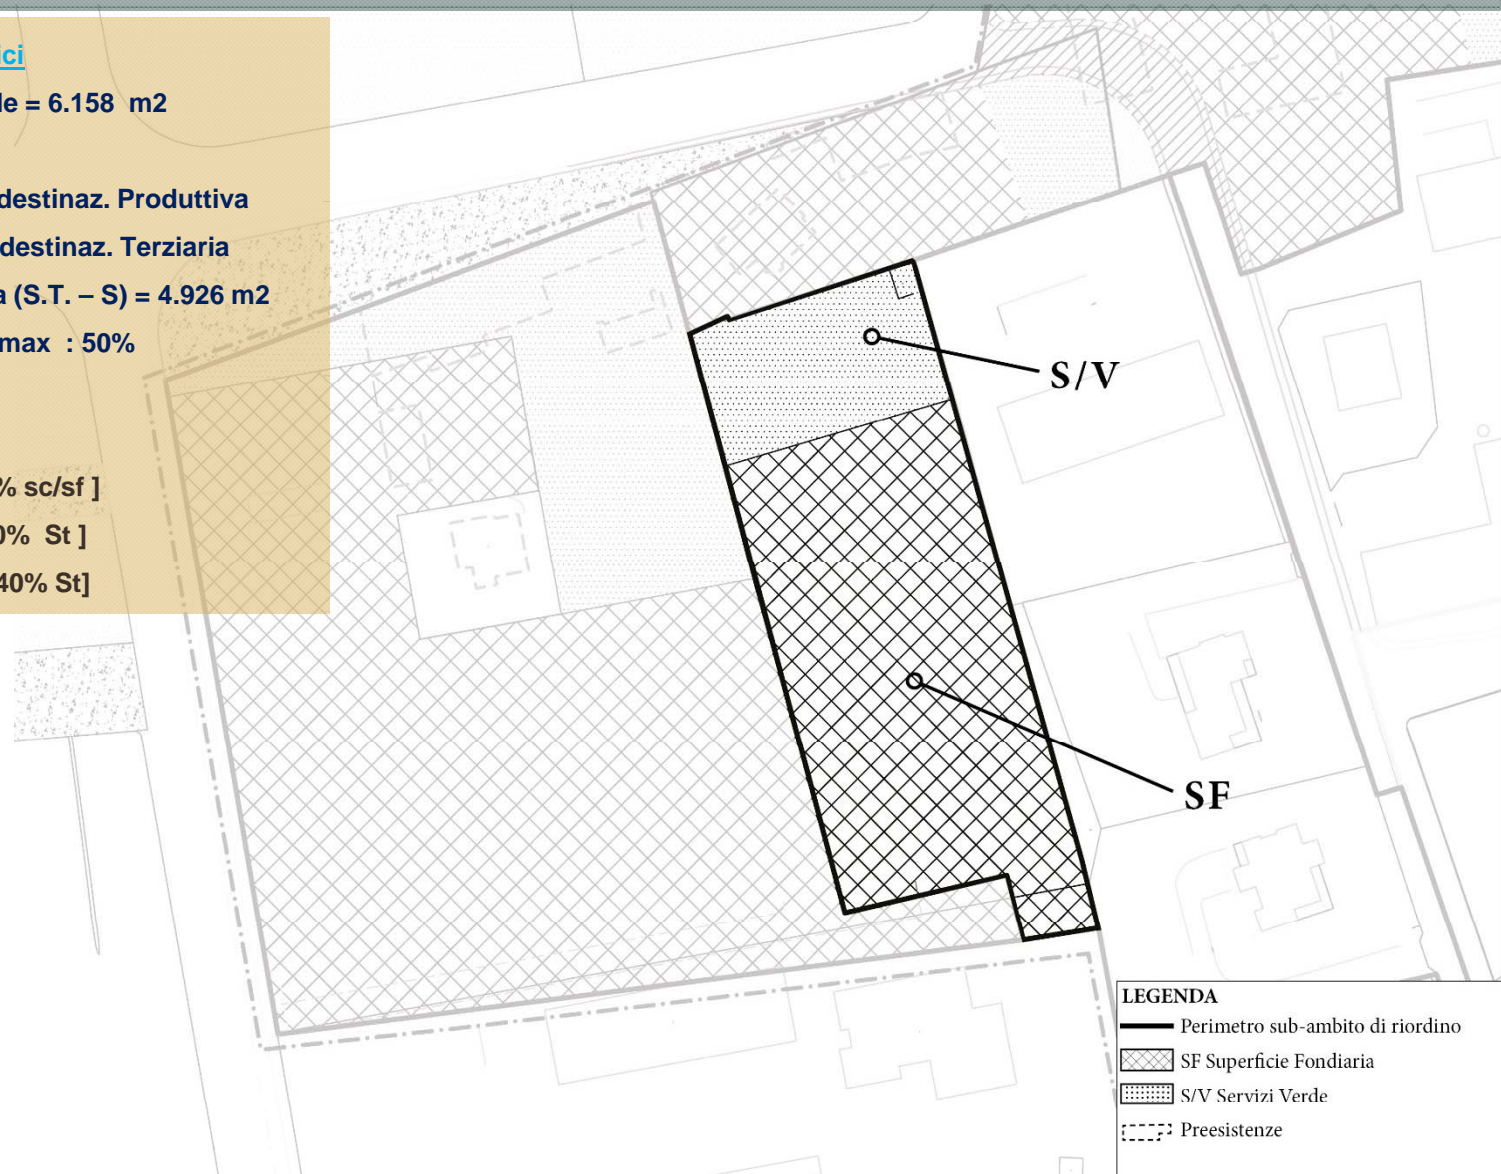 ici
le = 6.158 m2
destinaz. Produttiva
destinaz. Terziaria
a (S.T. – S) = 4.926 m2
max : 50%
% sc/sf ]
0% St ]
40% St]
S/V
SF
LEGENDA
Perimetro sub-ambito di riordino
SF Superficie Fondiaria
S/V Servizi Verde
Preesistenze